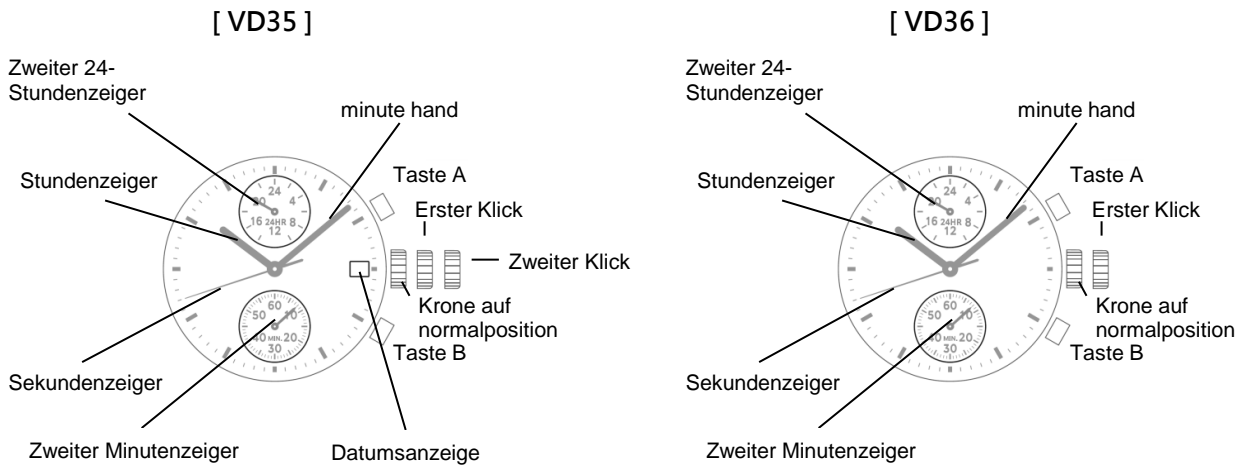 [ VD35 ]
Zweiter 24-
Stundenzeiger
minute hand
Stundenzeiger
Taste A
Erster Klick
Zweiter Klick
24
20
4
16
24HR
8
12
60
50
10
40
MIN.
20
30
Krone auf
normalposition
Taste B
Sekundenzeiger
Zweiter Minutenzeiger
Datumsanzeige
[ VD36 ]
Zweiter 24-
Stundenzeiger
minute hand
Stundenzeiger
Taste A
Erster Klick
24
20
4
16
24HR
8
12
60
50
10
40
MIN.
20
30
Krone auf
normalposition
Taste B
Sekundenzeiger
Zweiter Minutenzeiger